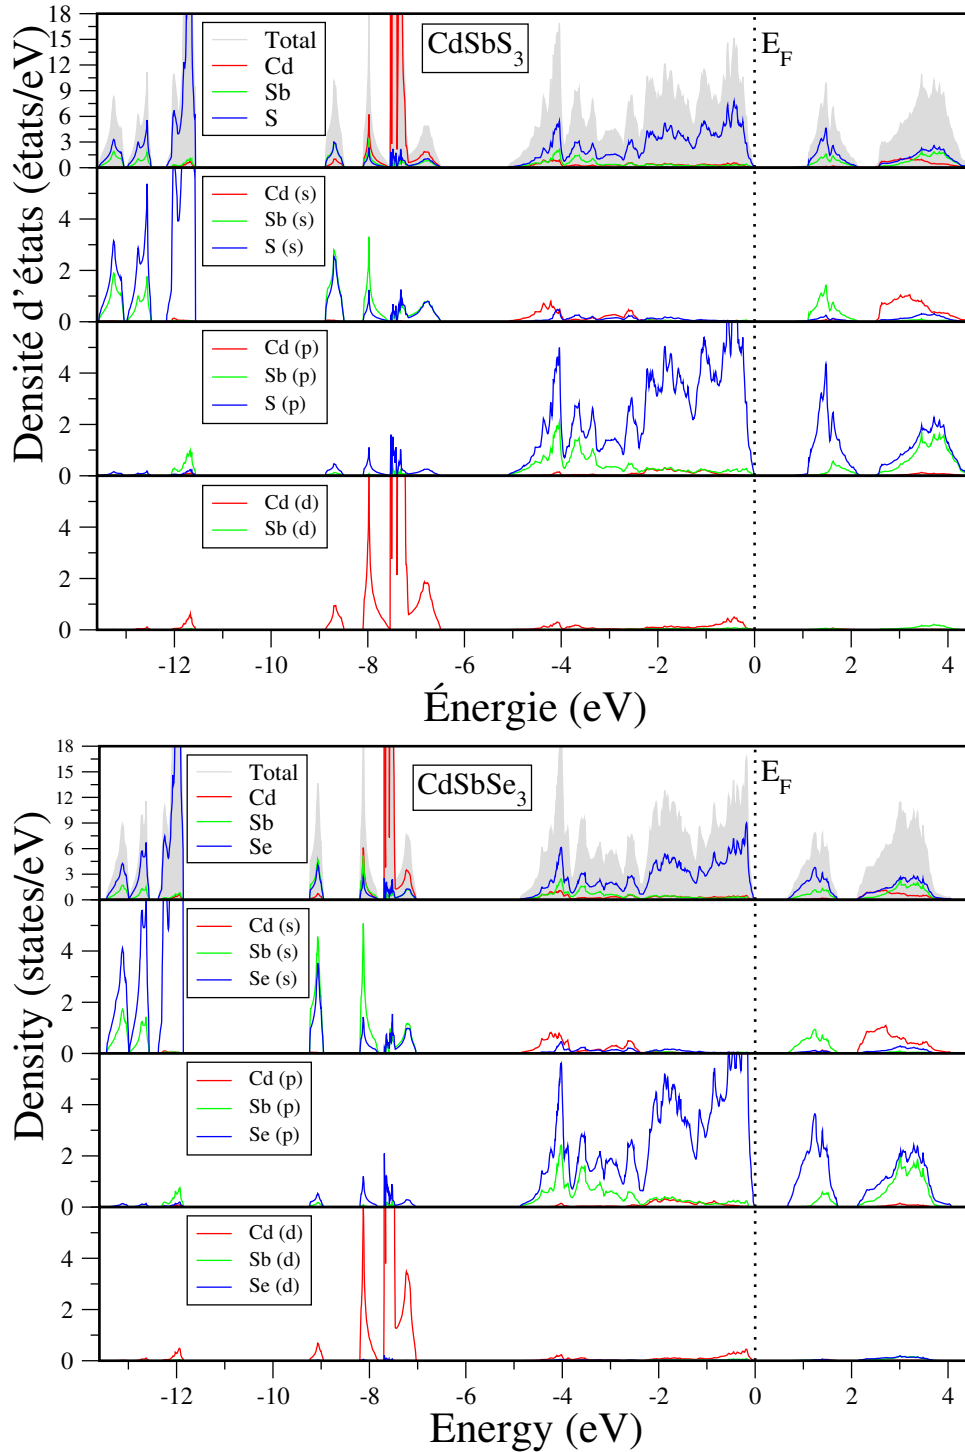 18
15
12
9
6
3
0
Total
Cd
Sb
S
CdSbS3
EF
4
2
0
Cd (s)
Sb (s)
S (s)
4
2
0
Cd (p)
Sb (p)
S (p)
4
2
0
Cd (d)
Sb (d)
Densité d'états (états/eV)
-12 -10 -8 -6 -4 -2 0 2 4
Énergie (eV)
18
15
12
9
6
3
0
Total
Cd
Sb
Se
CdSbSe3
EF
4
2
0
Cd (s)
Sb (s)
Se (s)
4
2
0
Cd (p)
Sb (p)
Se (p)
4
2
0
Cd (d)
Sb (d)
Se (d)
Density (states/eV)
-12 -10 -8 -6 -4 -2 0 2 4
Energy (eV)